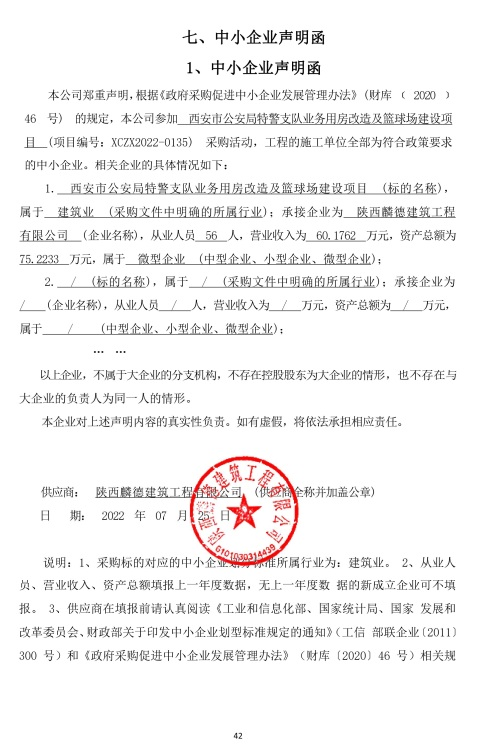 七、中小企业声明函
1、中小企业声明函
本公司郑重声明,根据《政府采购促进中小企业发展管理办法》(财库 ( 2020 )
46 号) 的规定,本公司参加 西安市公安局特警支队业务用房改造及篮球场建设项
目 (项目编号：XCZX2022-0135) 采购活动，工程的施工单位全部为符合政策要求
的中小企业。相关企业的具体情况如下：
1. 西安市公安局特警支队业务用房改造及篮球场建设项目 (标的名称)，
属于 建筑业 (采购文件中明确的所属行业)；承接企业为 陕西麟德建筑工程
有限公司 (企业名称)，从业人员 56 人，营业收入为 60.1762 万元，资产总额为
75.2233 万元，属于 微型企业 (中型企业、小型企业、微型企业)；
2. / (标的名称)，属于 / (采购文件中明确的所属行业)；承接企业为
/ (企业名称)，从业人员 / 人，营业收入为 / 万元，资产总额为 / 万元，
属于 / (中型企业、小型企业、微型企业)；
… …
以上企业，不属于大企业的分支机构，不存在控股股东为大企业的情形，也不存在与
大企业的负责人为同一人的情形。
本企业对上述声明内容的真实性负责。如有虚假，将依法承担相应责任。
陕西麟德建筑工程有限公司
供应商： 陕西麟德建筑工程有限公司 (供应商全称并加盖公章)
日 期： 2022 年 07 月 25 日
6101030314439
说明：1、采购标的对应的中小企业划分标准所属行业为：建筑业。 2、从业人
员、营业收入、资产总额填报上一年度数据，无上一年度数 据的新成立企业可不填
报。 3、供应商在填报前请认真阅读《工业和信息化部、国家统计局、国家 发展和
改革委员会、财政部关于印发中小企业划型标准规定的通知》（工信 部联企业〔2011〕
300 号）和《政府采购促进中小企业发展管理办法》（财库〔2020〕46 号）相关规
42